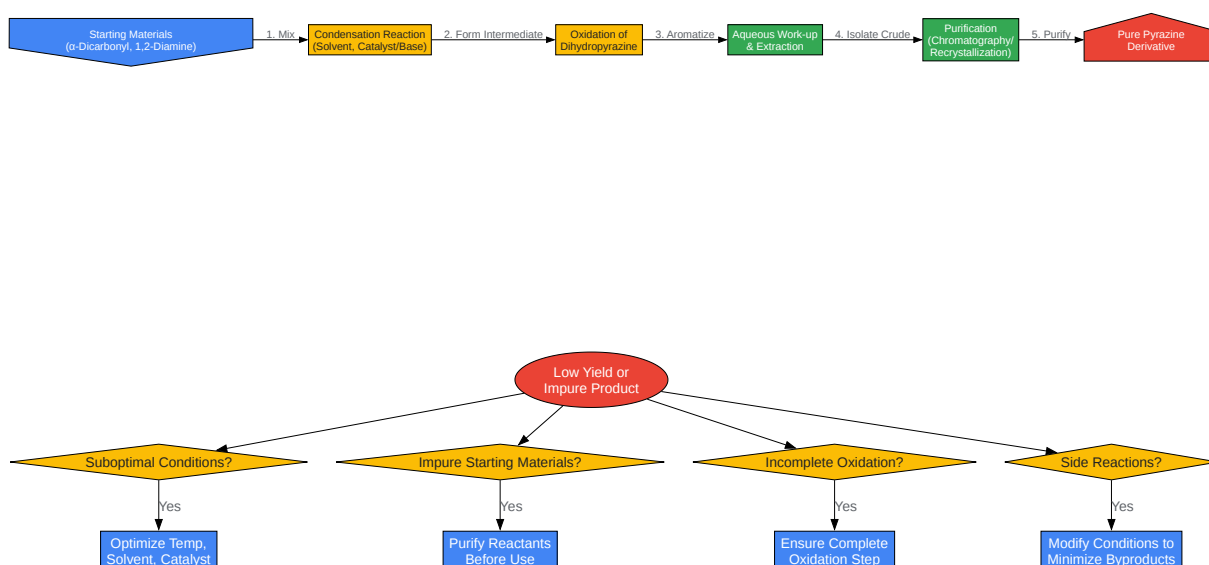 Starting Materials
(α-Dicarbonyl, 1,2-Diamine)
1. Mix
Condensation Reaction
(Solvent, Catalyst/Base)
2. Form Intermediate
Oxidation of
Dihydropyrazine
3. Aromatize
Aqueous Work-up
& Extraction
4. Isolate Crude
Purification
(Chromatography/
Recrystallization)
5. Purify
Pure Pyrazine
Derivative
Low Yield or
Impure Product
Suboptimal Conditions?
Impure Starting Materials?
Incomplete Oxidation?
Side Reactions?
Yes
Yes
Yes
Yes
Optimize Temp,
Solvent, Catalyst
Purify Reactants
Before Use
Ensure Complete
Oxidation Step
Modify Conditions to
Minimize Byproducts